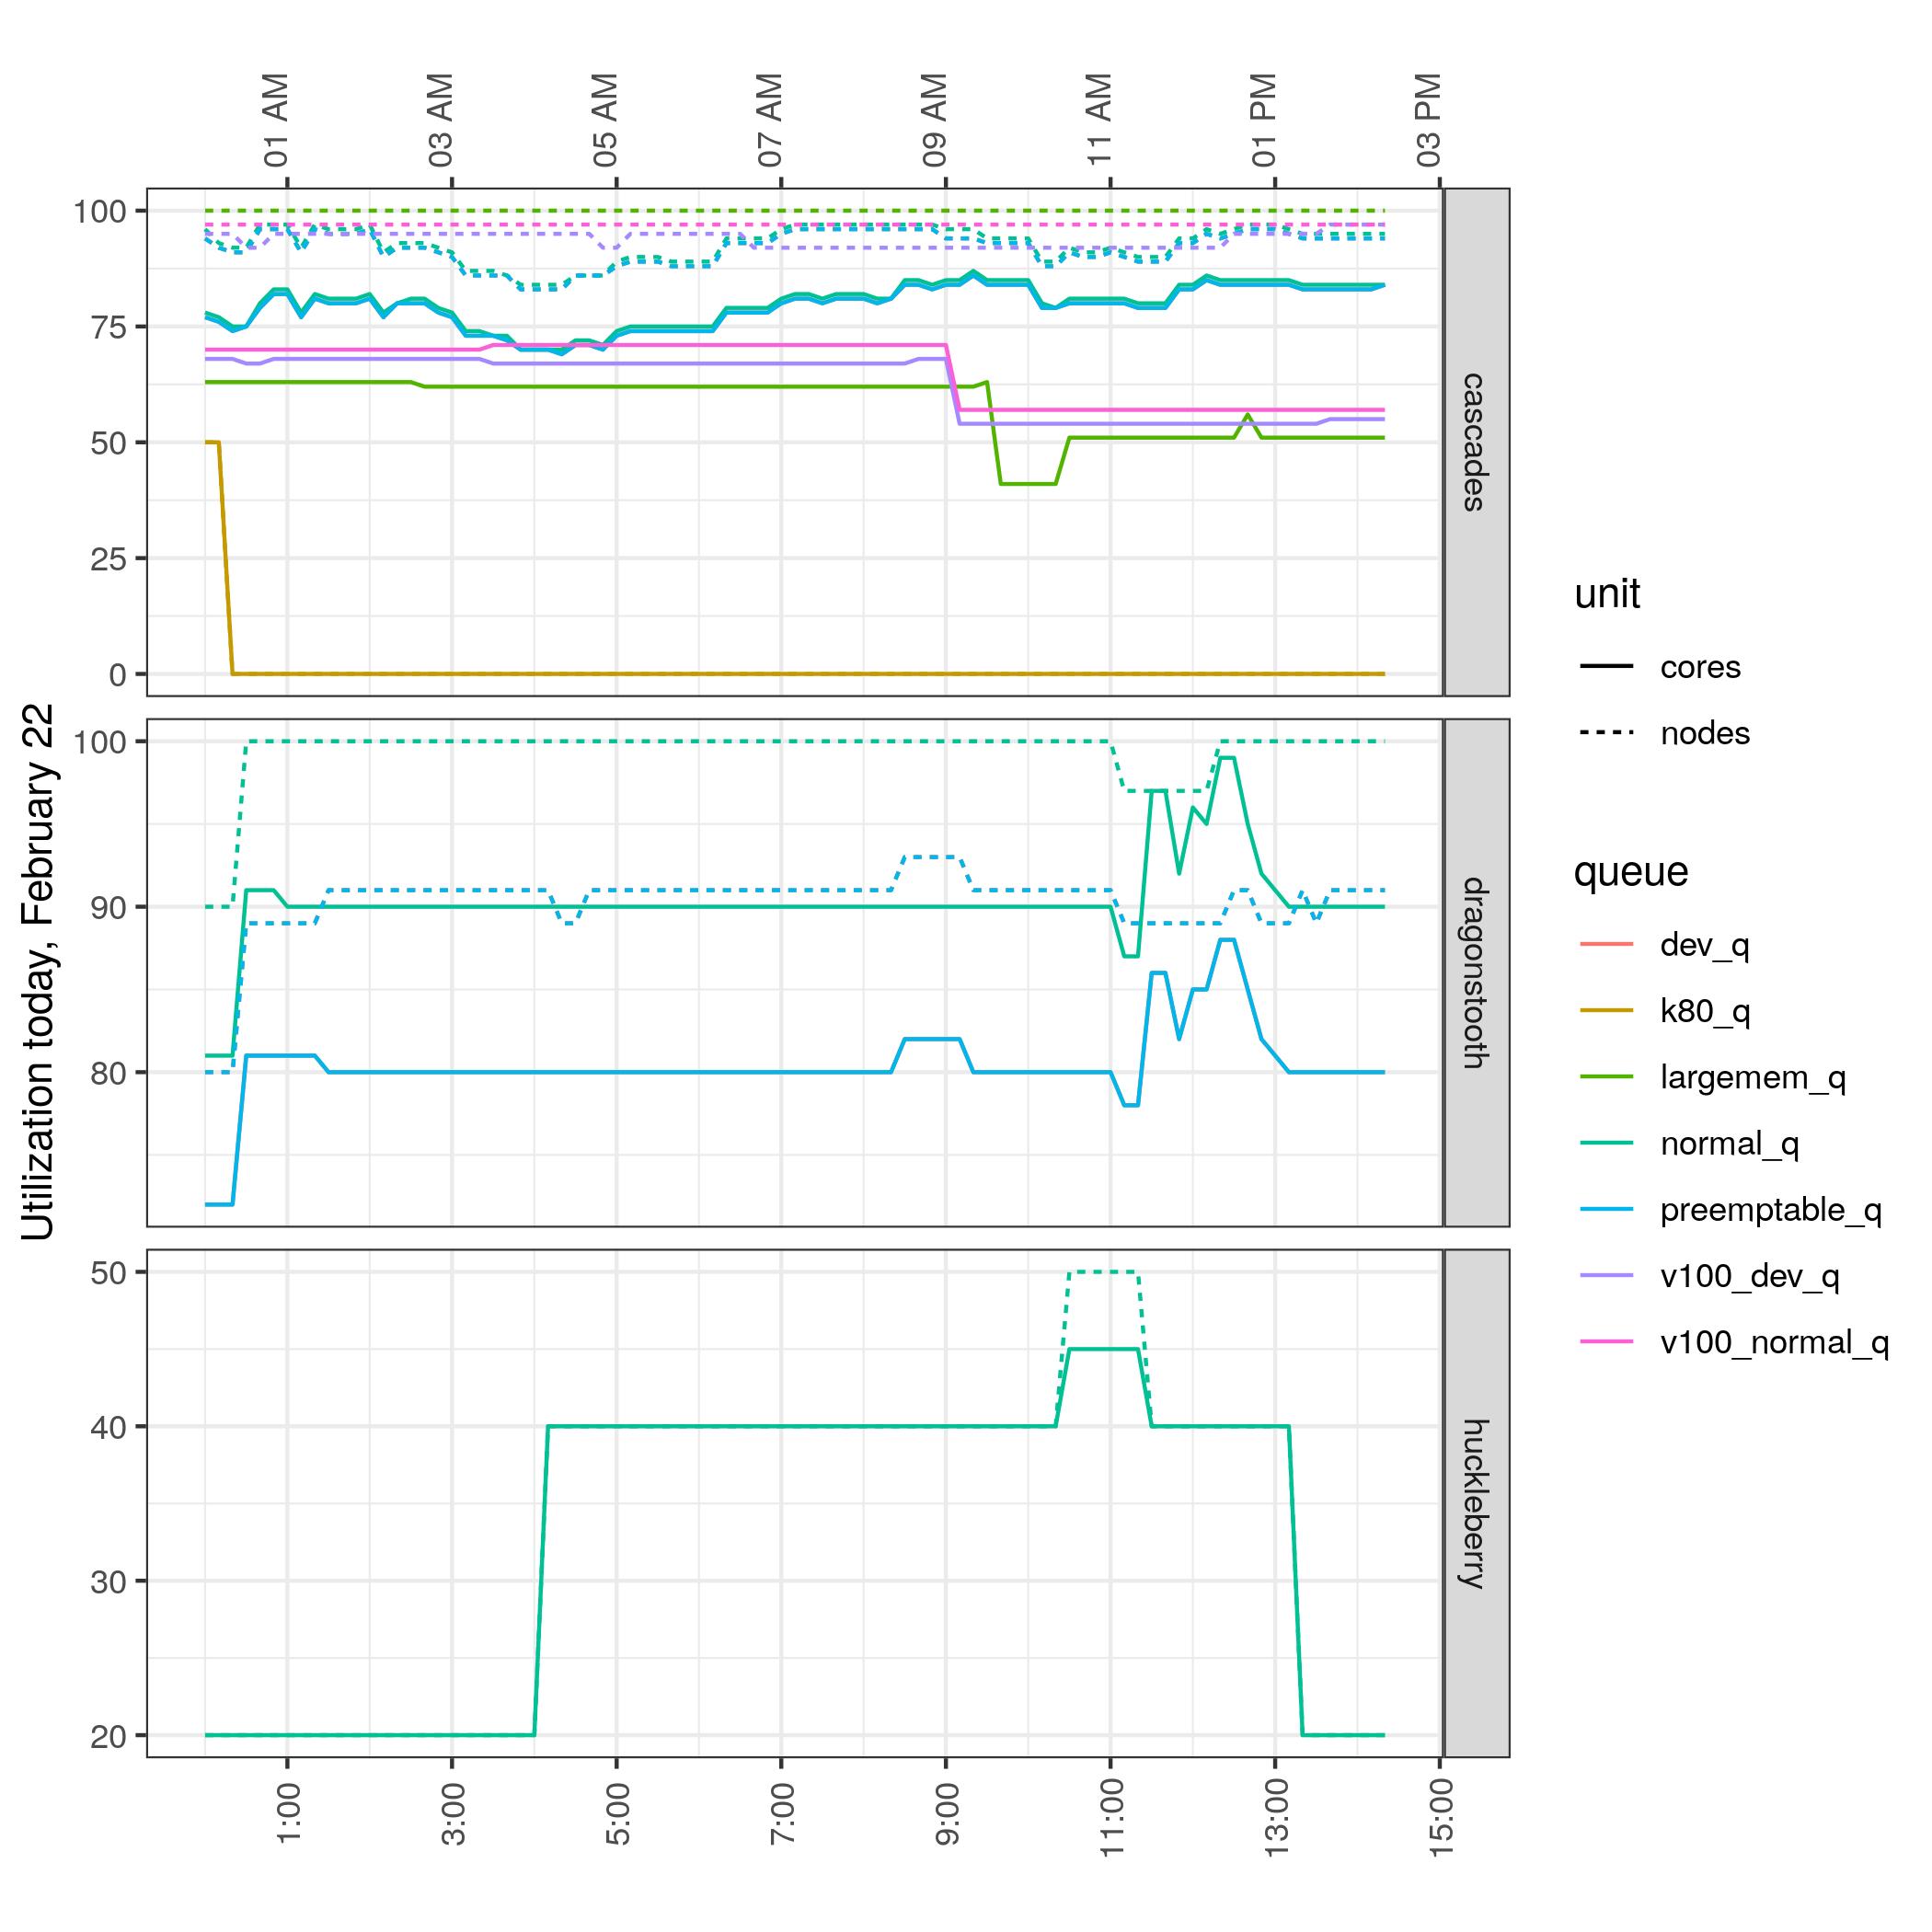 01 AM
03 AM
05 AM
07 AM
09 AM
11 AM
01 PM
03 PM
Utilization today, February 22
100
75
50
25
0
cascades
100
90
80
dragonstooth
50
40
30
20
huckleberry
1:00
3:00
5:00
7:00
9:00
11:00
13:00
15:00
unit
cores
nodes
queue
dev_q
k80_q
largemem_q
normal_q
preemptable_q
v100_dev_q
v100_normal_q